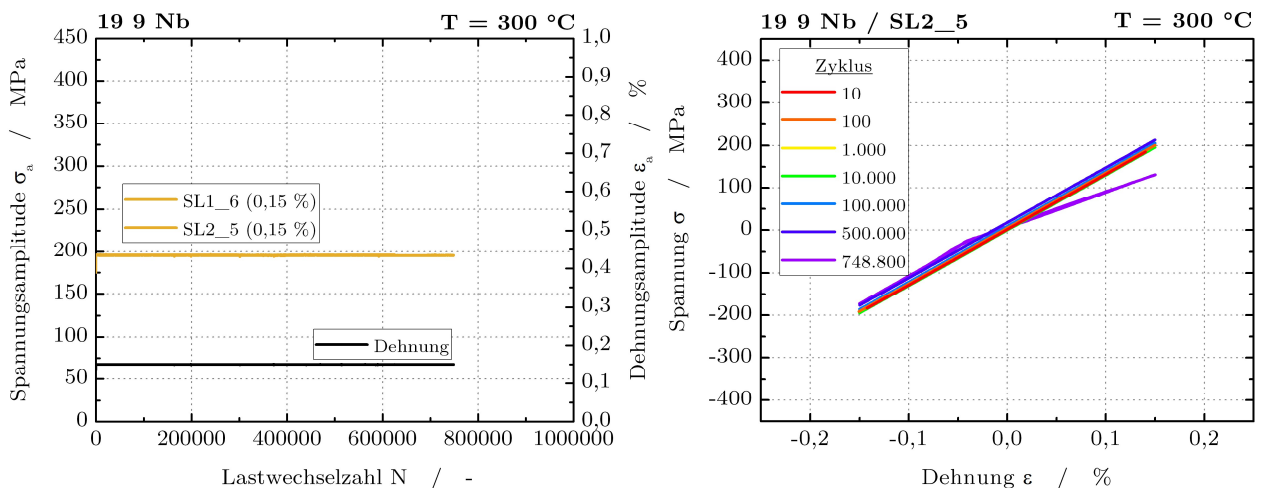 19 9 Nb T = 300 °C
450
400
350
300
250
200
150
100
50
0
1,0
0,9
0,8
0,7
0,6
0,5
0,4
0,3
0,2
0,1
0,0
0 200000 400000 600000 800000 1000000
Spannungsamplitude σa / MPa
Dehnungsamplitude εa / %
Lastwechselzahl N / -
SL1_6 (0,15 %)
SL2_5 (0,15 %)
Dehnung
19 9 Nb / SL2_5 T = 300 °C
400
300
200
100
0
-100
-200
-300
-400
-0,2 -0,1 0,0 0,1 0,2
Spannung σ / MPa
Dehnung ε / %
Zyklus
10
100
1.000
10.000
100.000
500.000
748.800